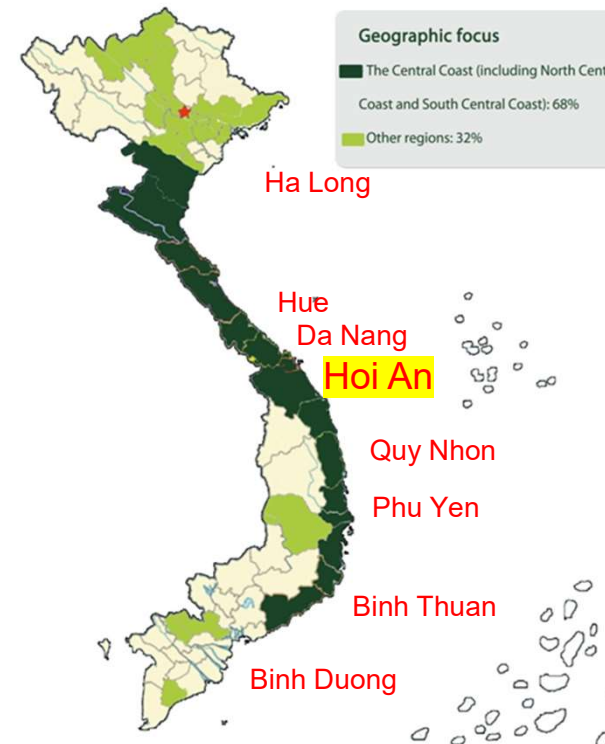 Geographic focus
The Central Coast (including North Cent
Coast and South Central Coast): 68%
Other regions: 32%
Ha Long
Hue
Da Nang
Hoi An
Quy Nhon
Phu Yen
Binh Thuan
Binh Duong